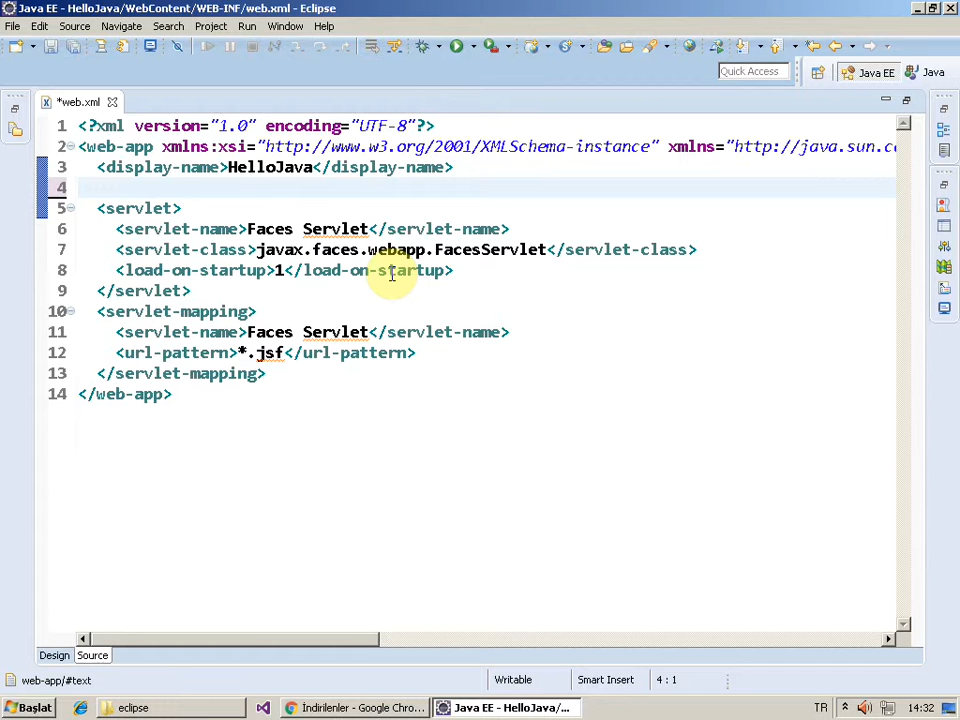 Java EE - HelloJava/WebContent/WEB-INF/web.xml - Eclipse
File Edit Source Navigate Search Project Run Window Help
Quick Access Java EE Java
*web.xml
1 <?xml version="1.0" encoding="UTF-8"?>
2 <web-app xmlns:xsi="http://www.w3.org/2001/XMLSchema-instance" xmlns="http://java.sun.co
3 <display-name>HelloJava</display-name>
4
5 <servlet>
6 <servlet-name>Faces Servlet</servlet-name>
7 <servlet-class>javax.faces.webapp.FacesServlet</servlet-class>
8 <load-on-startup>1</load-on-startup>
9 </servlet>
10 <servlet-mapping>
11 <servlet-name>Faces Servlet</servlet-name>
12 <url-pattern>*.jsf</url-pattern>
13 </servlet-mapping>
14 </web-app>
Design Source
web-app/#text Writable Smart Insert 4 : 1
Başlat eclipse İndirilenler - Google Chro... Java EE - HelloJava/... TR 14:32